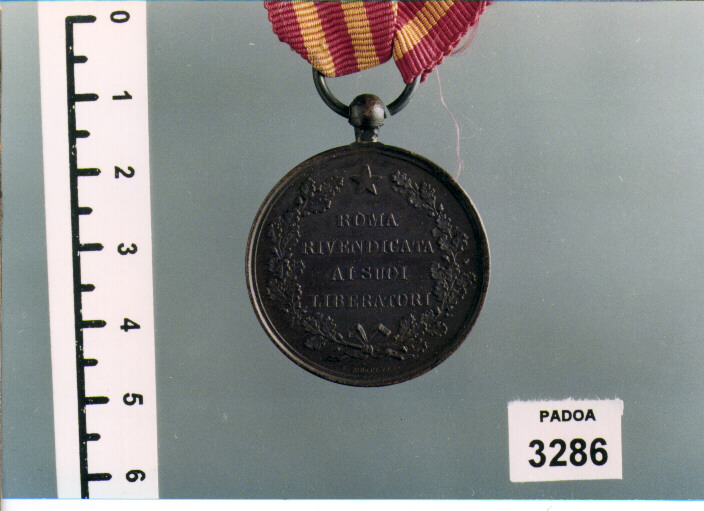 0
1
2
3
4
5
6
ROMA
RIVENDICATA
AI SUOI
LIBERATORI
PADOA
3286